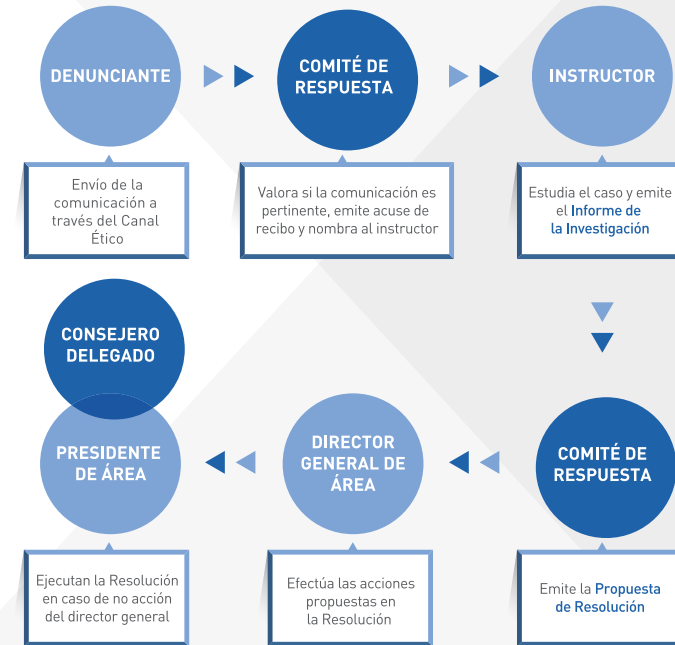 DENUNCIANTE
COMITÉ DE
RESPUESTA
INSTRUCTOR
Envío de la
comunicación a
través del Canal
Ético
Valora si la comunicación es
pertinente, emite acuse de
recibo y nombra al instructor
Estudia el caso y emite
el Informe de
la Investigación
CONSEJERO
DELEGADO
PRESIDENTE
DE ÁREA
DIRECTOR
GENERAL DE
ÁREA
COMITÉ DE
RESPUESTA
Ejecutan la Resolución
en caso de no acción
del director general
Efectúa las acciones
propuestas en
la Resolución
Emite la Propuesta
de Resolución